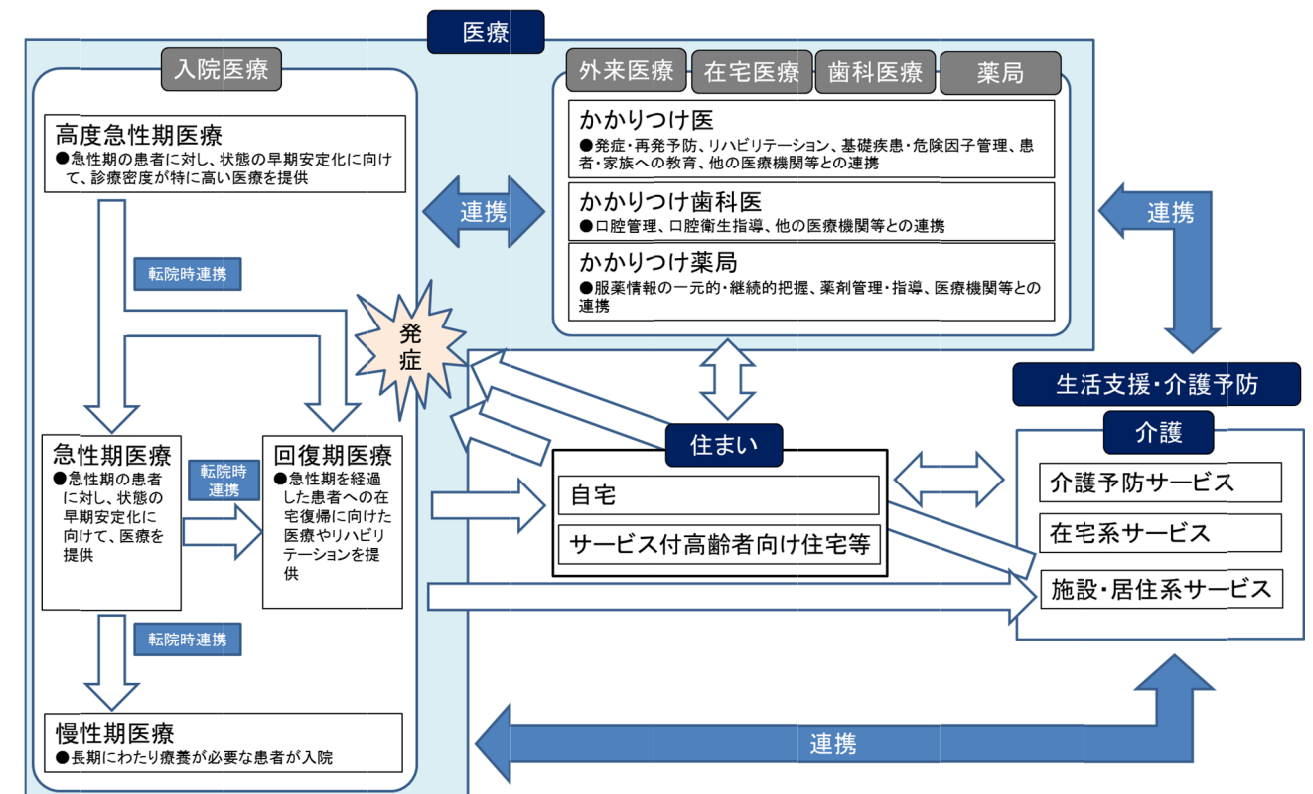 医療
入院医療
高度急性期医療
●急性期の患者に対し、状態の早期安定化に向け
て、診療密度が特に高い医療を提供
転院時連携
急性期医療
●急性期の患者
に対し、状態の
早期安定化に
向けて、医療を
提供
転院時
連携
回復期医療
●急性期を経過
した患者への在
宅復帰に向けた
医療やリハビリ
テーションを提
供
転院時連携
慢性期医療
●長期にわたり療養が必要な患者が入院
発
症
連携
外来医療
在宅医療
歯科医療
薬局
かかりつけ医
●発症・再発予防、リハビリテーション、基礎疾患・危険因子管理、患
者・家族への教育、他の医療機関等との連携
かかりつけ歯科医
●口腔管理、口腔衛生指導、他の医療機関等との連携
かかりつけ薬局
●服薬情報の一元的・継続的把握、薬剤管理・指導、医療機関等との
連携
連携
住まい
自宅
サービス付高齢者向け住宅等
生活支援・介護予防
介護
介護予防サービス
在宅系サービス
施設・居住系サービス
連携